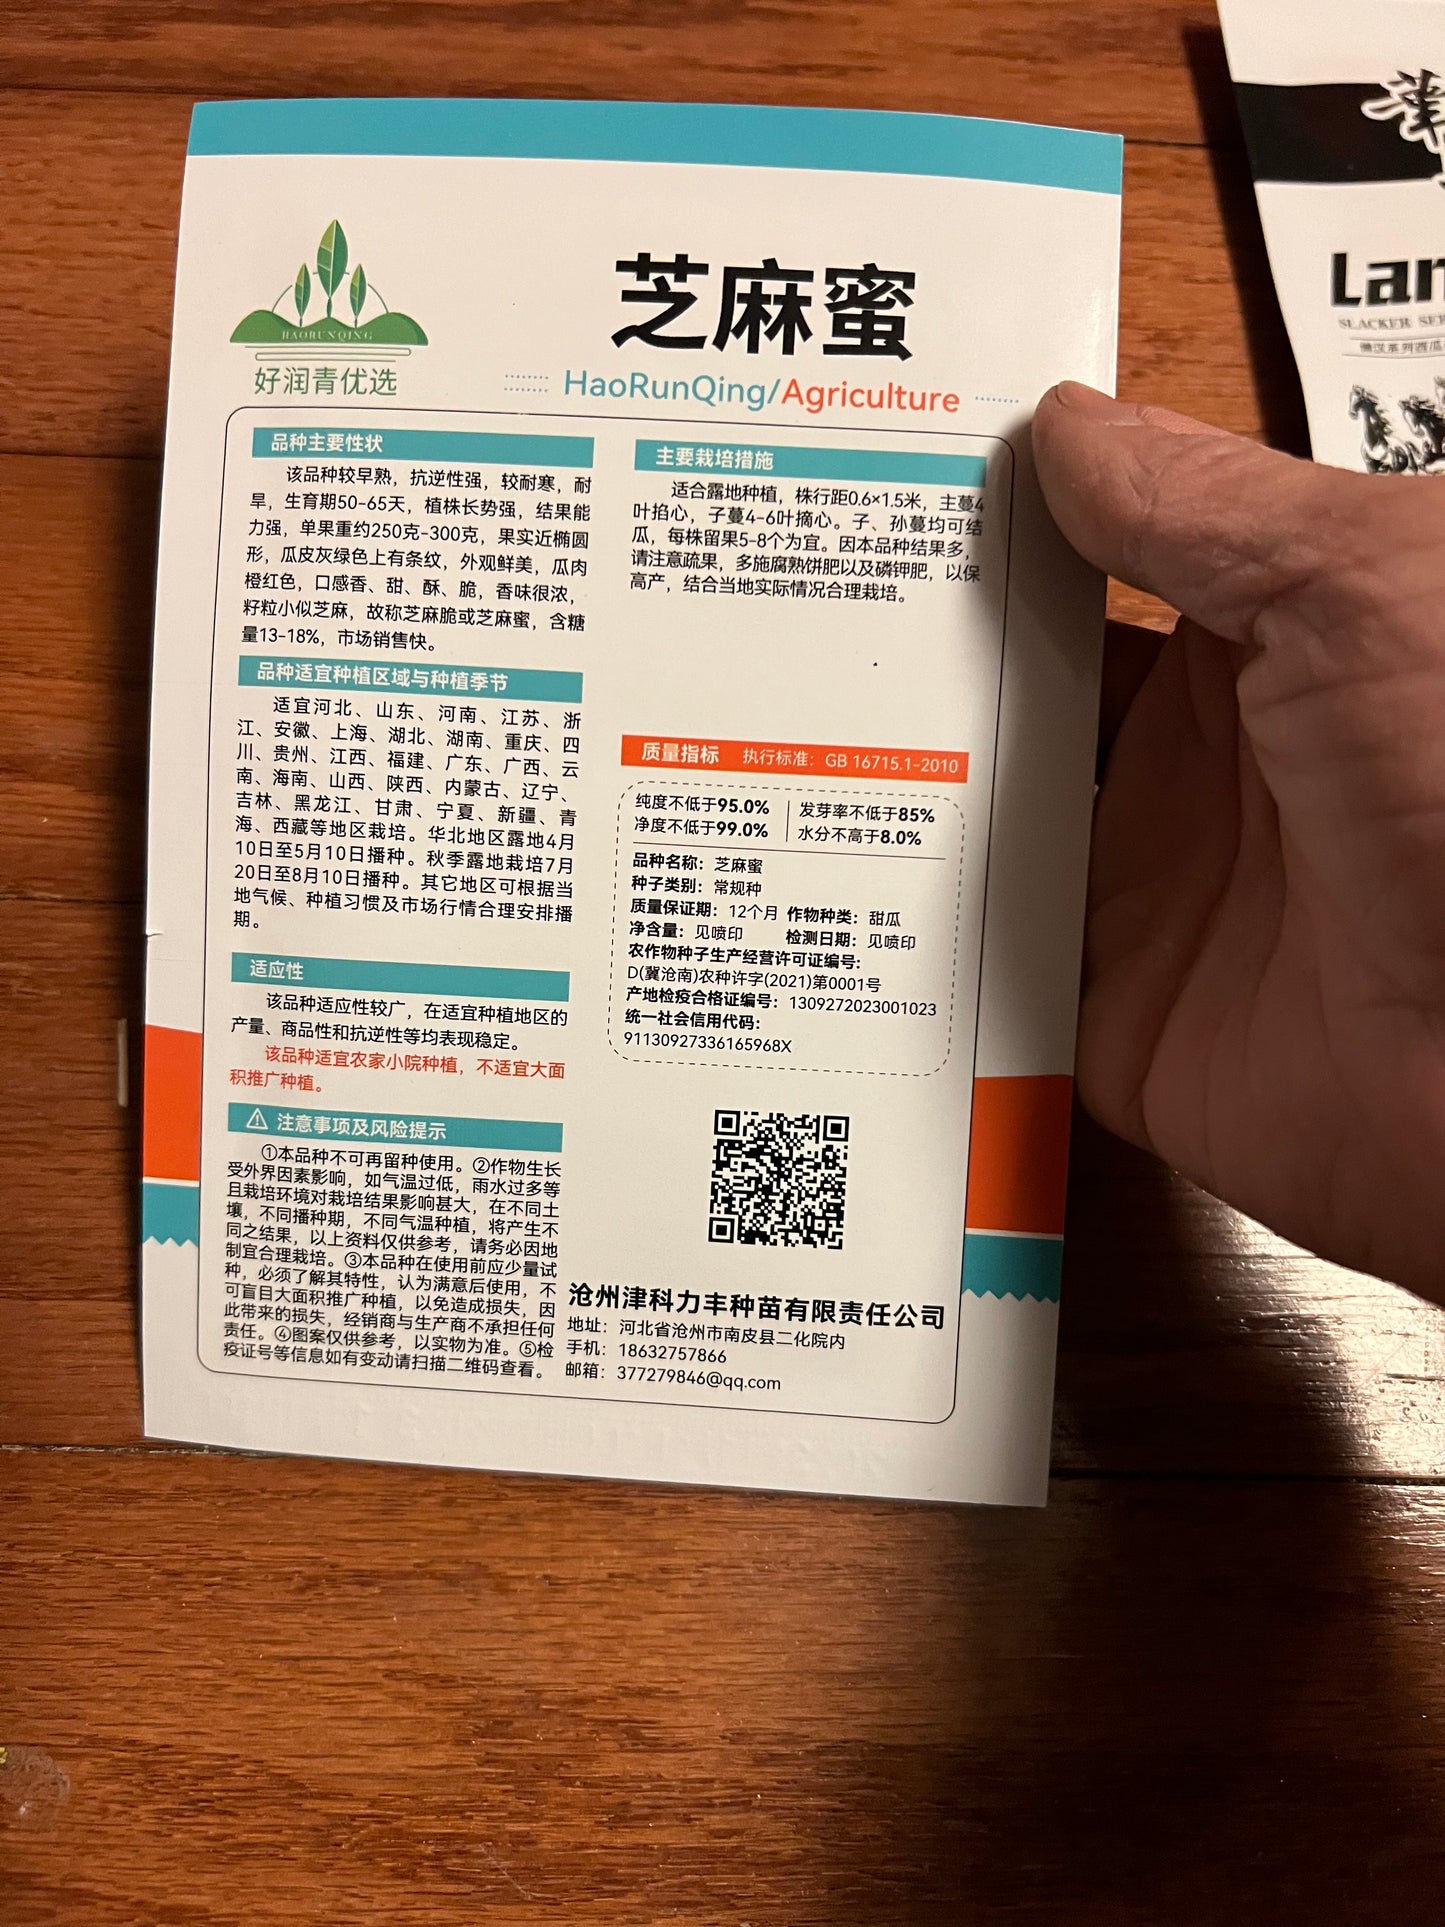 HAORUNQING
好润青优选
芝麻蜜
HaoRunQing/Agriculture
品种主要性状
该品种较早熟，抗逆性强，较耐寒，耐
旱，生育期50-65天，植株长势强，结果能
力强，单果重约250克-300克，果实近椭圆
形，瓜皮灰绿色上有条纹，外观鲜美，瓜肉
橙红色，口感香、甜、酥、脆，香味很浓，
籽粒小似芝麻，故称芝麻脆或芝麻蜜，含糖
量13-18%，市场销售快。
品种适宜种植区域与种植季节
适宜河北、山东、河南、江苏、浙
江、安徽、上海、湖北、湖南、重庆、四
川、贵州、江西、福建、广东、广西、云
南、海南、山西、陕西、内蒙古、辽宁、
吉林、黑龙江、甘肃、宁夏、新疆、青
海、西藏等地区栽培。华北地区露地4月
10日至5月10日播种。秋季露地栽培7月
20日至8月10日播种。其它地区可根据当
地气候、种植习惯及市场行情合理安排播
期。
适应性
该品种适应性较广，在适宜种植地区的
产量、商品性和抗逆性等均表现稳定。
该品种适宜农家小院种植，不适宜大面
积推广种植。
注意事项及风险提示
①本品种不可再留种使用。②作物生长
受外界因素影响，如气温过低，雨水过多等
且栽培环境对栽培结果影响甚大，在不同土
壤，不同播种期，不同气温种植，将产生不
同之结果，以上资料仅供参考，请务必因地
制宜合理栽培。③本品种在使用前应少量试
种，必须了解其特性，认为满意后使用，不
可盲目大面积推广种植，以免造成损失，因
此带来的损失，经销商与生产商不承担任何
责任。④图案仅供参考，以实物为准。⑤检
疫证号等信息如有变动请扫描二维码查看。
主要栽培措施
适合露地种植，株行距0.6×1.5米，主蔓4
叶掐心，子蔓4-6叶摘心。子、孙蔓均可结
瓜，每株留果5-8个为宜。因本品种结果多，
请注意疏果，多施腐熟饼肥以及磷钾肥，以保
高产，结合当地实际情况合理栽培。
质量指标 执行标准：GB 16715.1-2010
纯度不低于95.0% 发芽率不低于85%
净度不低于99.0% 水分不高于8.0%
品种名称：芝麻蜜
种子类别：常规种
质量保证期：12个月 作物种类：甜瓜
净含量：见喷印 检测日期：见喷印
农作物种子生产经营许可证编号：
D(冀沧南)农种许字(2021)第0001号
产地检疫合格证编号：1309272023001023
统一社会信用代码：
91130927336165968X
沧州津科力丰种苗有限责任公司
地址：河北省沧州市南皮县二化院内
手机：18632757866
邮箱：377279846@qq.com
Lan
SLACKER SE
西瓜